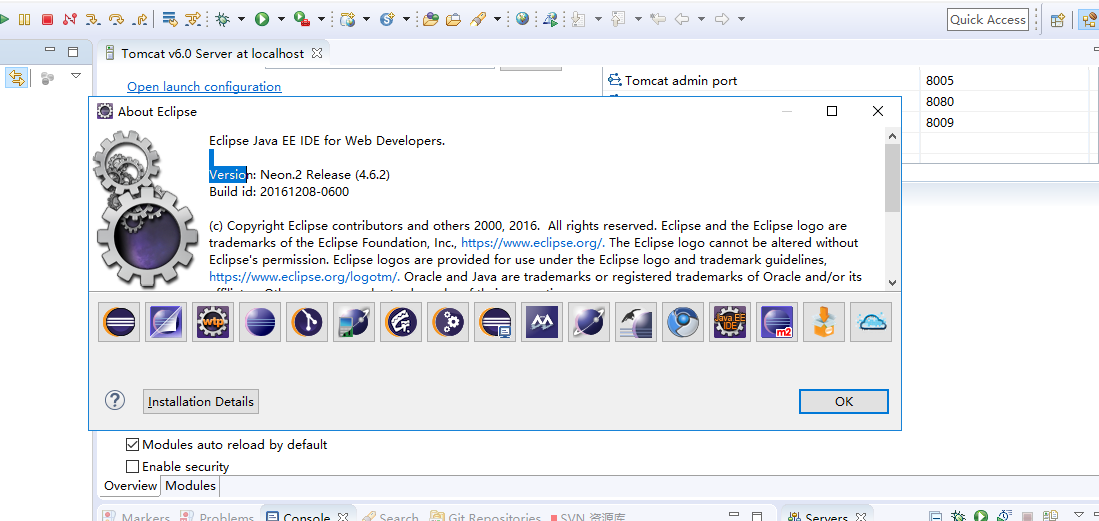 Quick Access
Tomcat v6.0 Server at localhost
Open launch configuration
Tomcat admin port 8005
8080
8009
About Eclipse
Eclipse Java EE IDE for Web Developers.
Version: Neon.2 Release (4.6.2)
Build id: 20161208-0600
(c) Copyright Eclipse contributors and others 2000, 2016.  All rights reserved. Eclipse and the Eclipse logo are
trademarks of the Eclipse Foundation, Inc., https://www.eclipse.org/. The Eclipse logo cannot be altered without
Eclipse's permission. Eclipse logos are provided for use under the Eclipse logo and trademark guidelines,
https://www.eclipse.org/logotm/. Oracle and Java are trademarks or registered trademarks of Oracle and/or its
wtp
Java EE
IDE
m2
Installation Details
OK
Modules auto reload by default
Enable security
Overview Modules
Markers Properties Console Search Git Repositories SVN 资源库 Servers